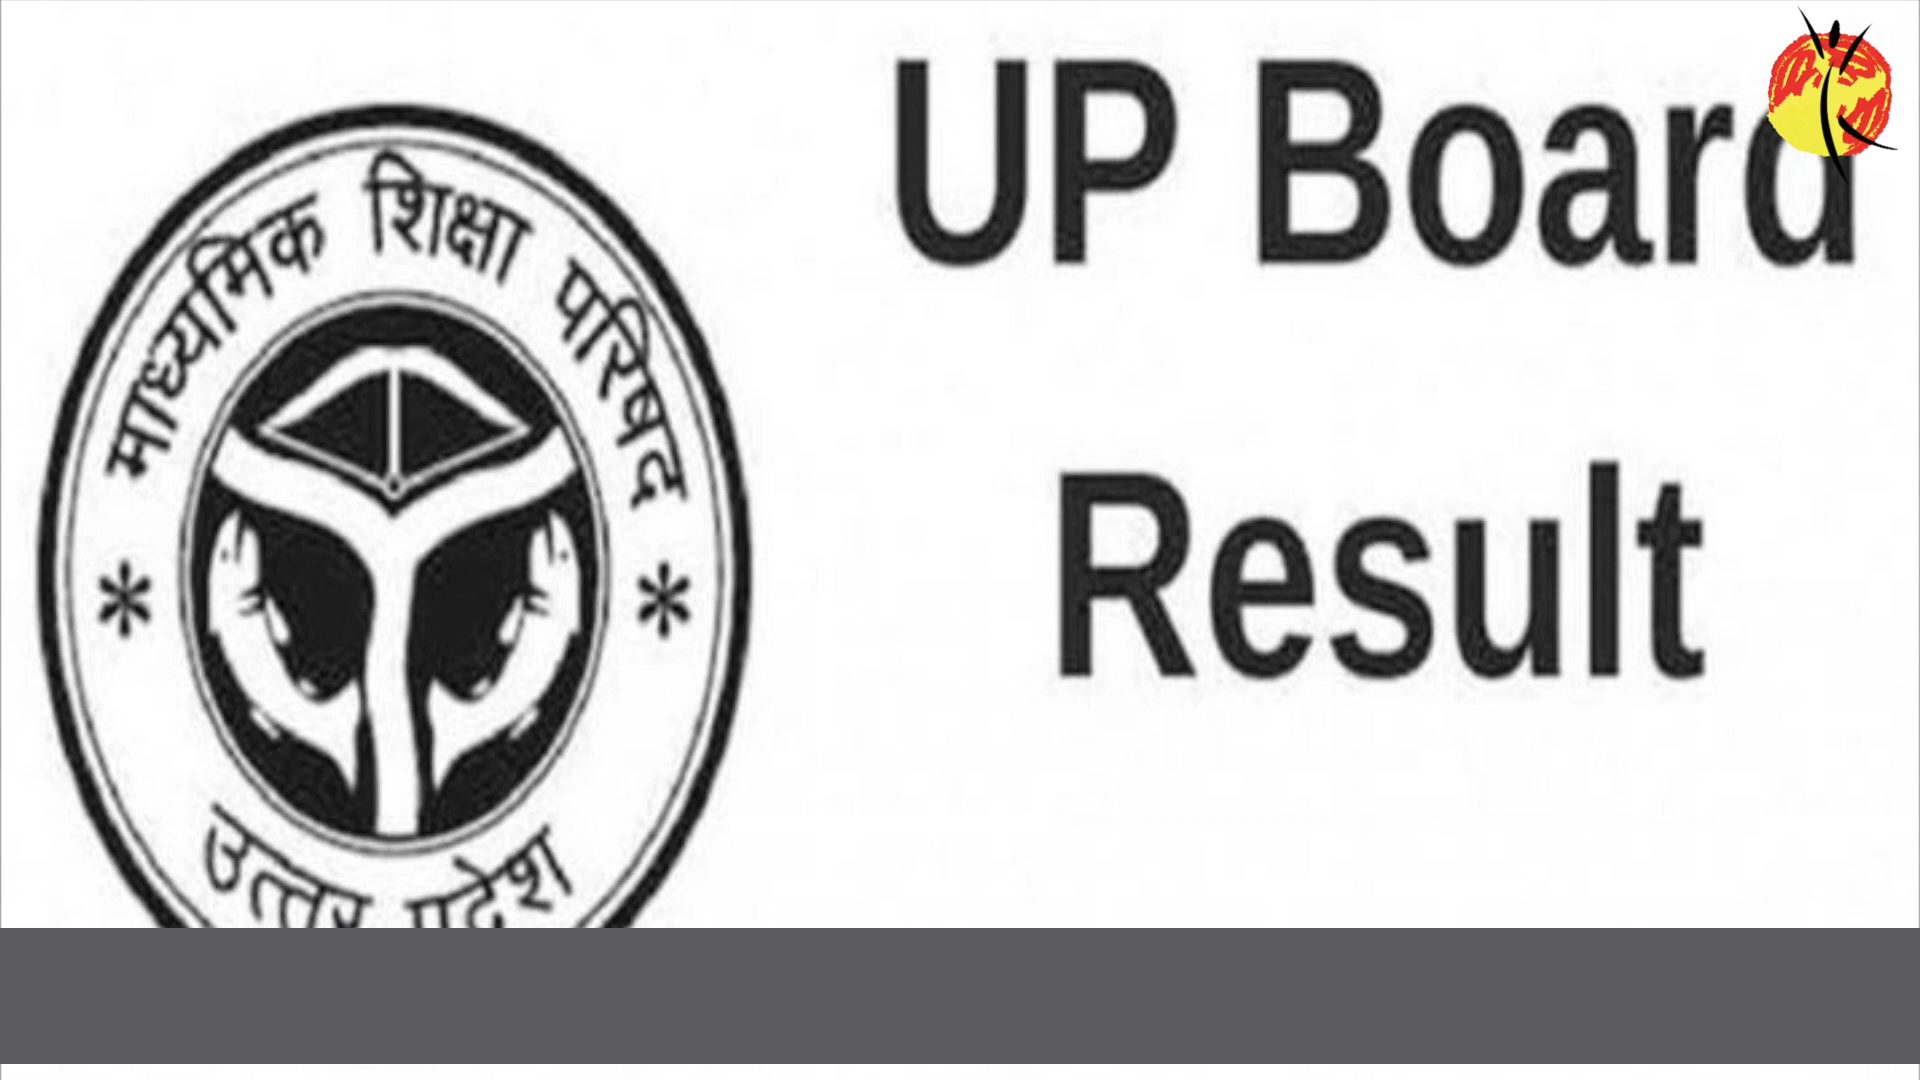 माध्यमिक शिक्षा परिषद
उत्तर प्रदेश
UP Board
Result